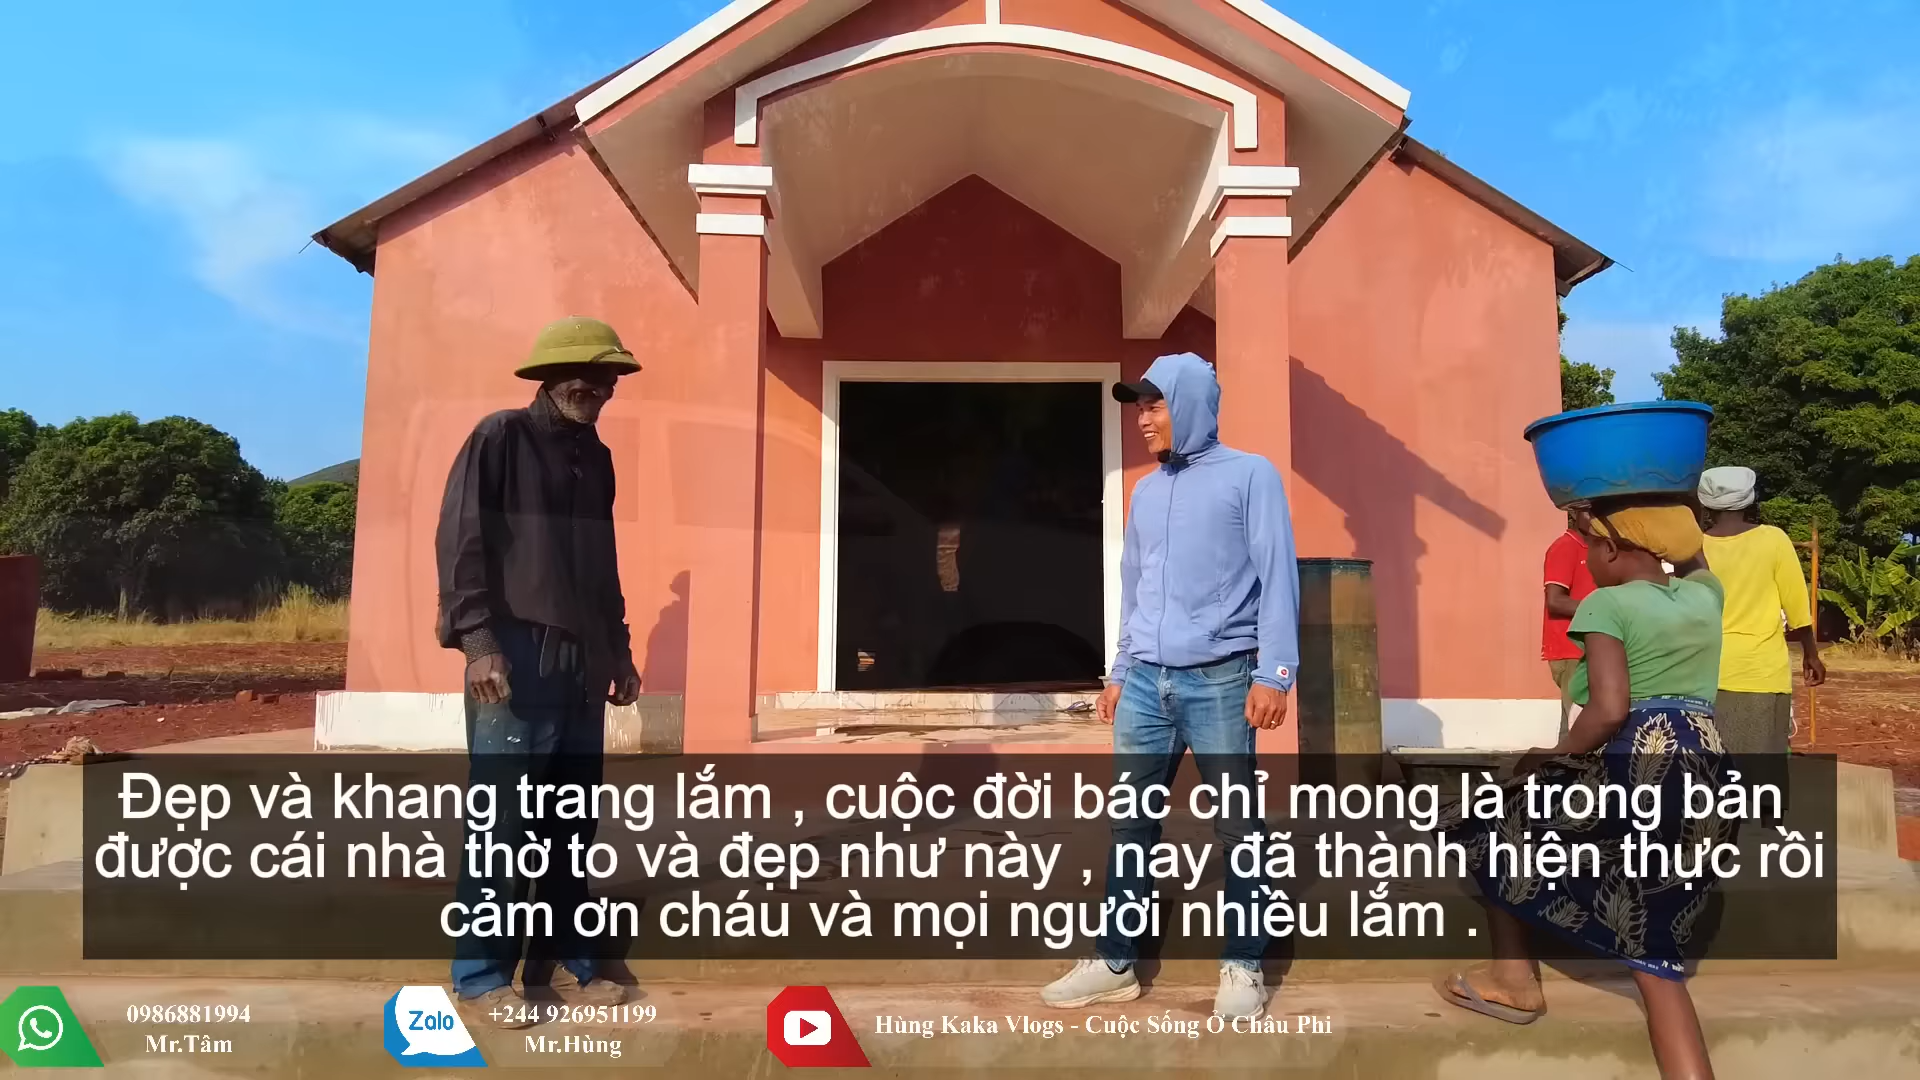 Đẹp và khang trang lắm , cuộc đời bác chỉ mong là trong bản
được cái nhà thờ to và đẹp như này , nay đã thành hiện thực rồi
cảm ơn cháu và mọi người nhiều lắm .
0986881994
Mr.Tâm
Zalo
+244 926951199
Mr.Hùng
Hùng Kaka Vlogs - Cuộc Sống Ở Châu Phi